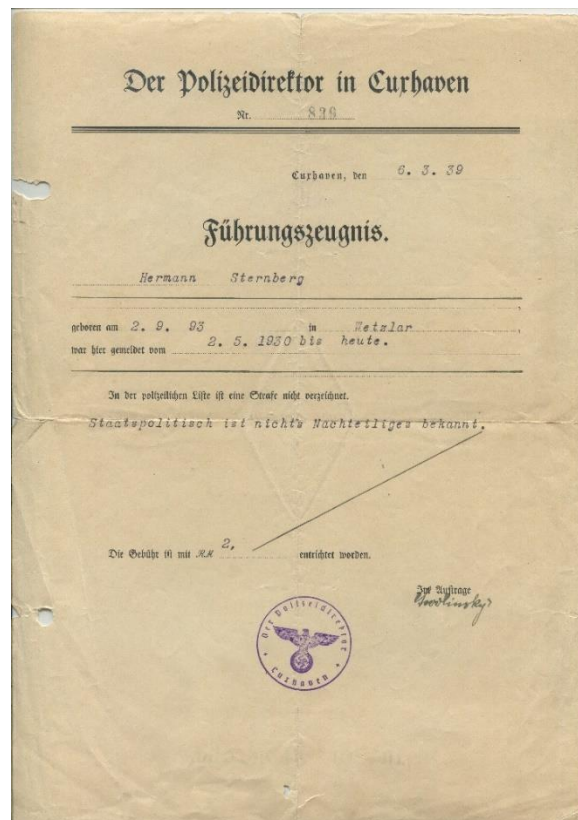 Der Polizeidirektor in Cuxhaven
Nr. 839
Cuxhaven, den 6. 3. 39
Führungszeugnis.
Hermann Sternberg
geboren am 2. 9. 93 in Wetzlar,
war hier gemeldet vom 2. 5. 1930 bis heute.
In der polizeilichen Liste ist eine Strafe nicht verzeichnet.
Staatspolitisch ist nicht's Nachteiliges bekannt.
Die Gebühr ist mit RM 2, entrichtet worden.
Im Auftrage
Der Polizeidirektor
Cuxhaven